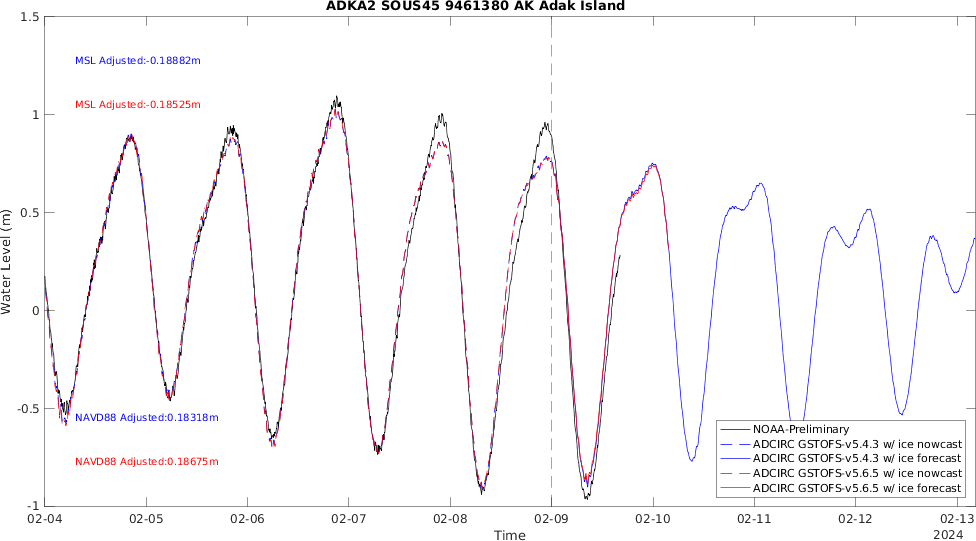 ADKA2 SOUS45 9461380 AK Adak Island
1.5
1
0.5
0
-0.5
-1
Water Level (m)
MSL Adjusted:-0.18882m
MSL Adjusted:-0.18525m
NAVD88 Adjusted:0.18318m
NAVD88 Adjusted:0.18675m
NOAA-Preliminary
ADCIRC GSTOFS-v5.4.3 w/ ice nowcast
ADCIRC GSTOFS-v5.4.3 w/ ice forecast
ADCIRC GSTOFS-v5.6.5 w/ ice nowcast
ADCIRC GSTOFS-v5.6.5 w/ ice forecast
02-04 02-05 02-06 02-07 02-08 02-09 02-10 02-11 02-12 02-13
Time
2024